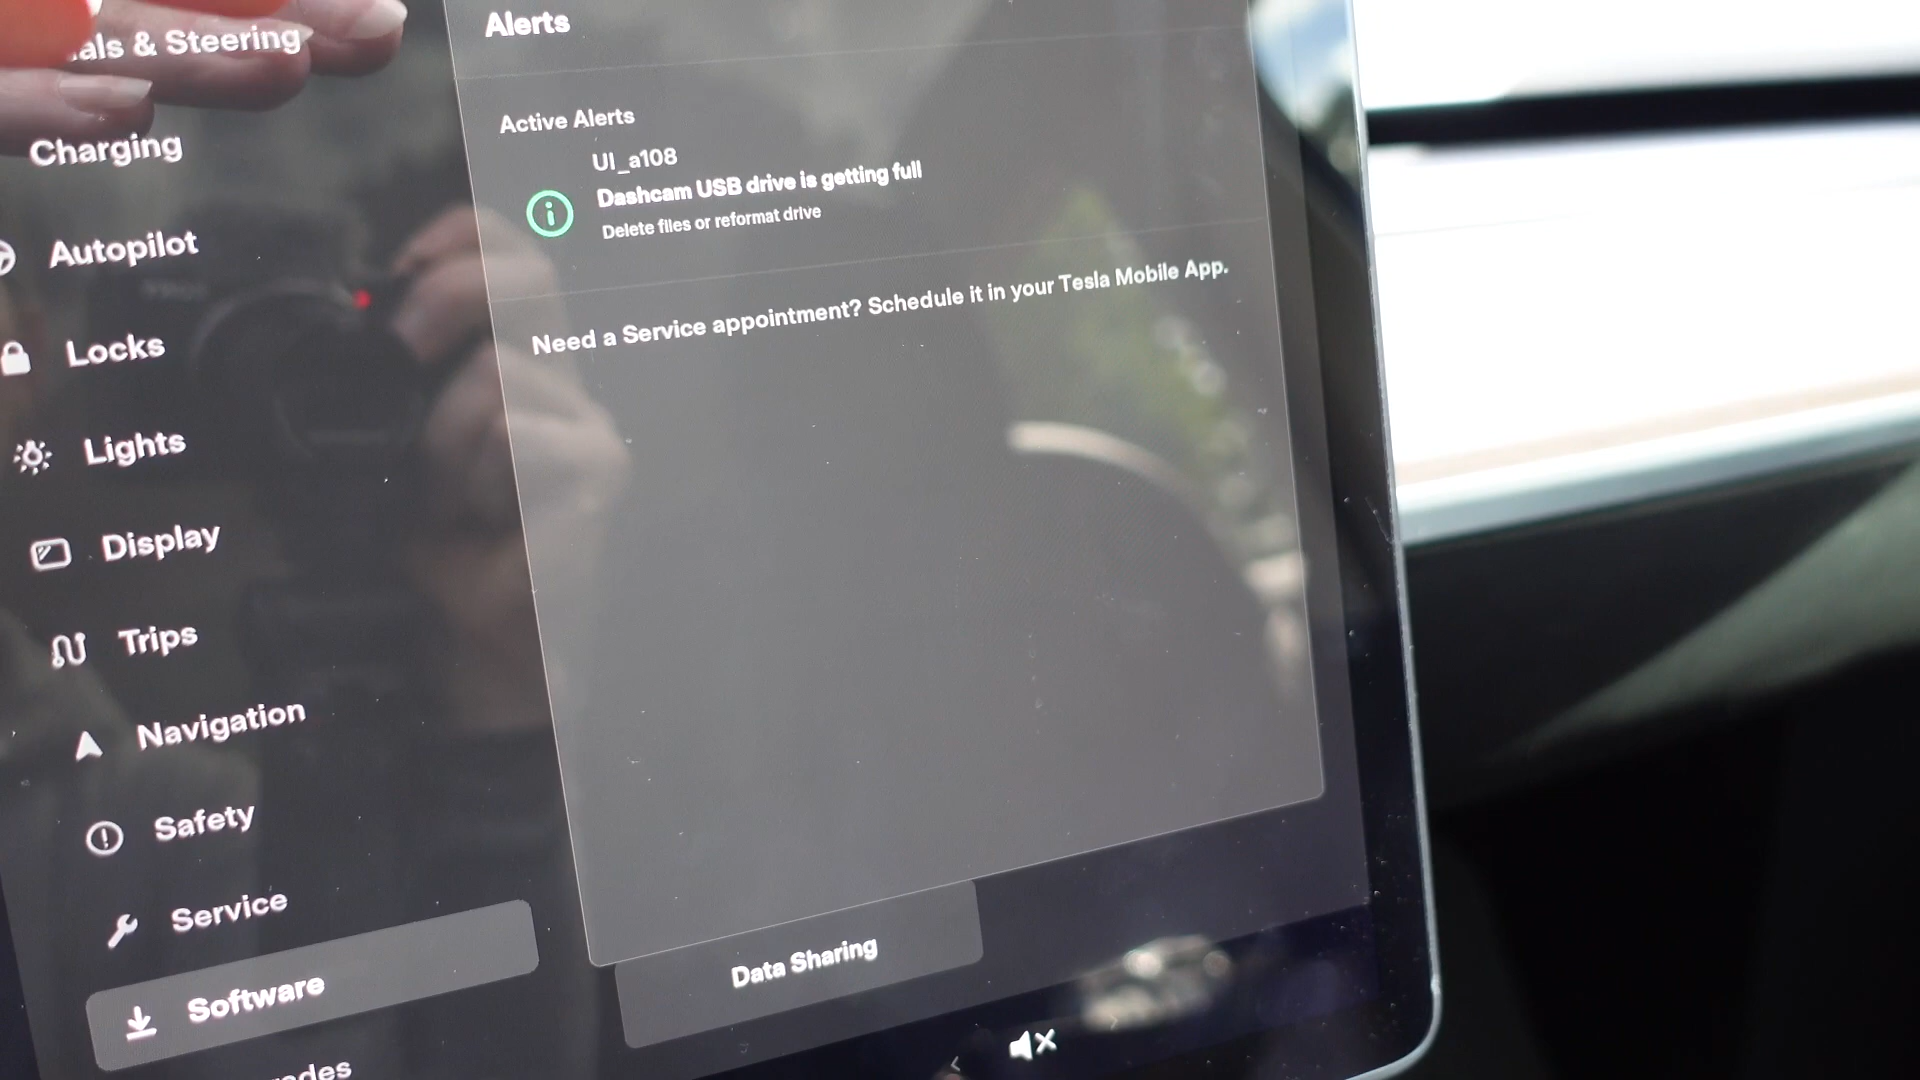 Alerts
Active Alerts
UI_a108
Dashcam USB drive is getting full
Delete files or reformat drive
Need a Service appointment? Schedule it in your Tesla Mobile App.
& Steering
Charging
Autopilot
Locks
Lights
Display
Trips
Navigation
Safety
Service
Software
Data Sharing